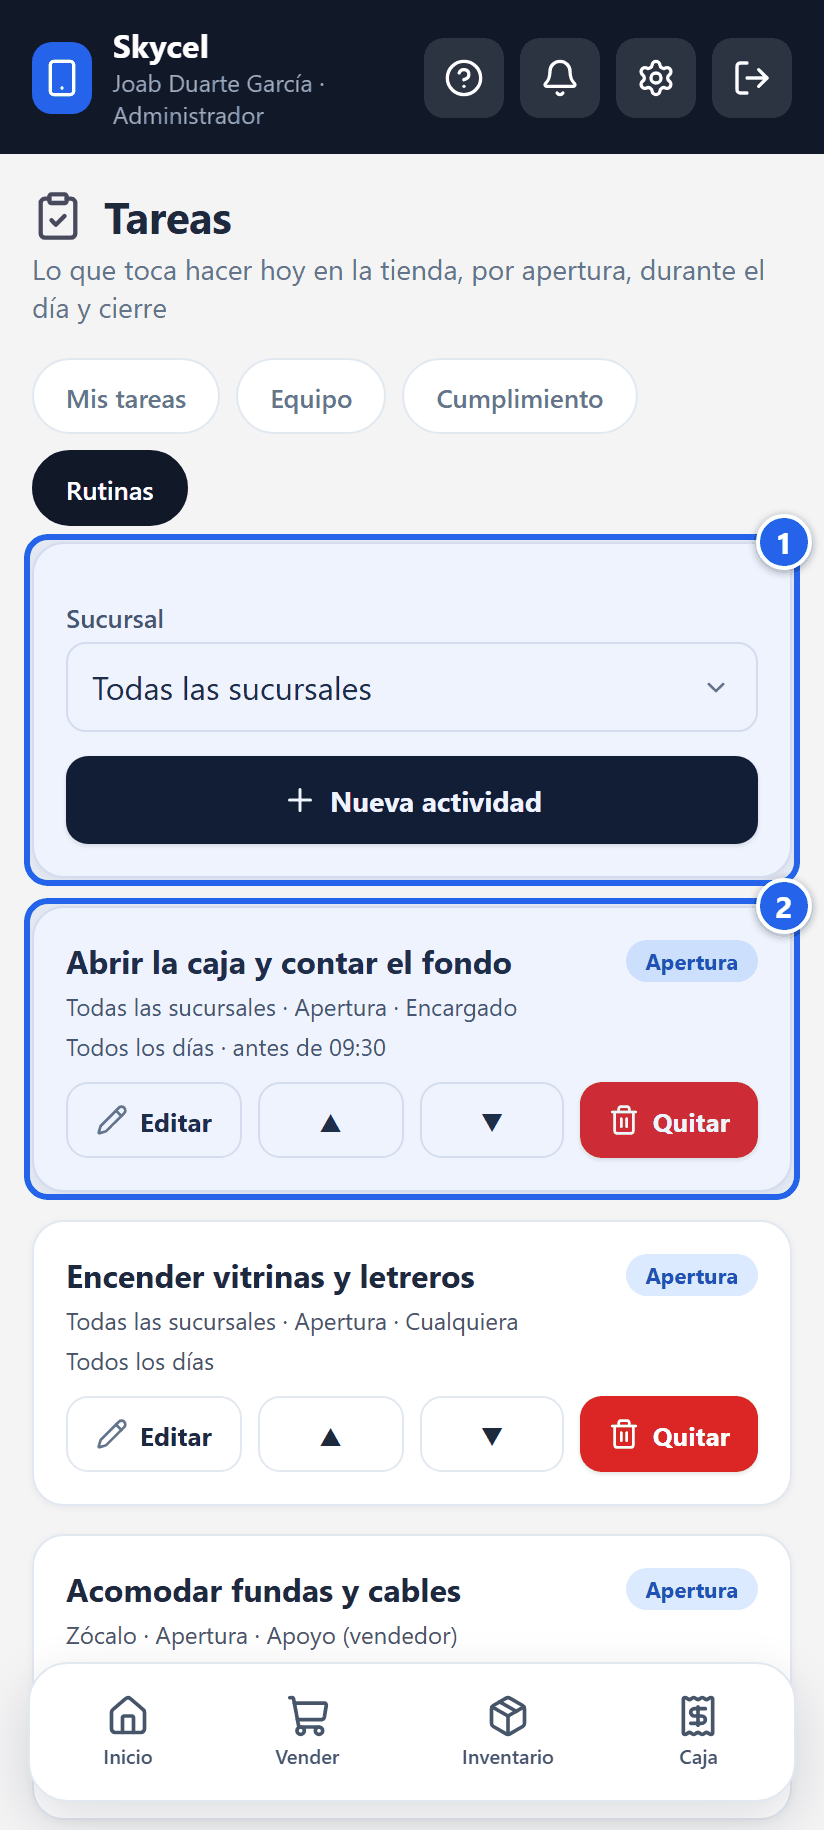 Skycel
Joab Duarte García ·
Administrador
Tareas
Lo que toca hacer hoy en la tienda, por apertura, durante el
día y cierre
Mis tareas
Equipo
Cumplimiento
Rutinas
1
Sucursal
Todas las sucursales
Nueva actividad
2
Abrir la caja y contar el fondo
Apertura
Todas las sucursales · Apertura · Encargado
Todos los días · antes de 09:30
Editar
▲
▼
Quitar
Encender vitrinas y letreros
Apertura
Todas las sucursales · Apertura · Cualquiera
Todos los días
Editar
▲
▼
Quitar
Acomodar fundas y cables
Apertura
Zócalo · Apertura · Apoyo (vendedor)
Inicio
Vender
Inventario
Caja